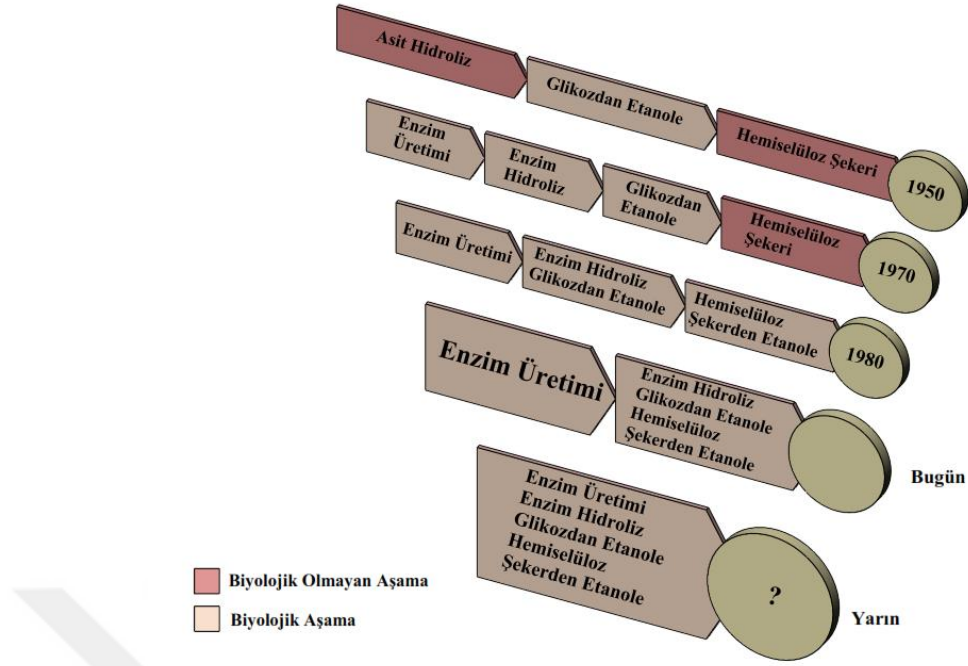 Asit Hidroliz
Glikozdan Etanole
Hemiselüloz Şekeri
1950
Enzim
Üretimi
Enzim
Hidroliz
Glikozdan
Etanole
Hemiselüloz
Şekeri
1970
Enzim Üretimi
Enzim Hidroliz
Glikozdan Etanole
Hemiselüloz
Şekerden Etanole
1980
Enzim Üretimi
Enzim Hidroliz
Glikozdan Etanole
Hemiselüloz
Şekerden Etanole
Bugün
Enzim Üretimi
Enzim Hidroliz
Glikozdan Etanole
Hemiselüloz
Şekerden Etanole
?
Yarın
Biyolojik Olmayan Aşama
Biyolojik Aşama